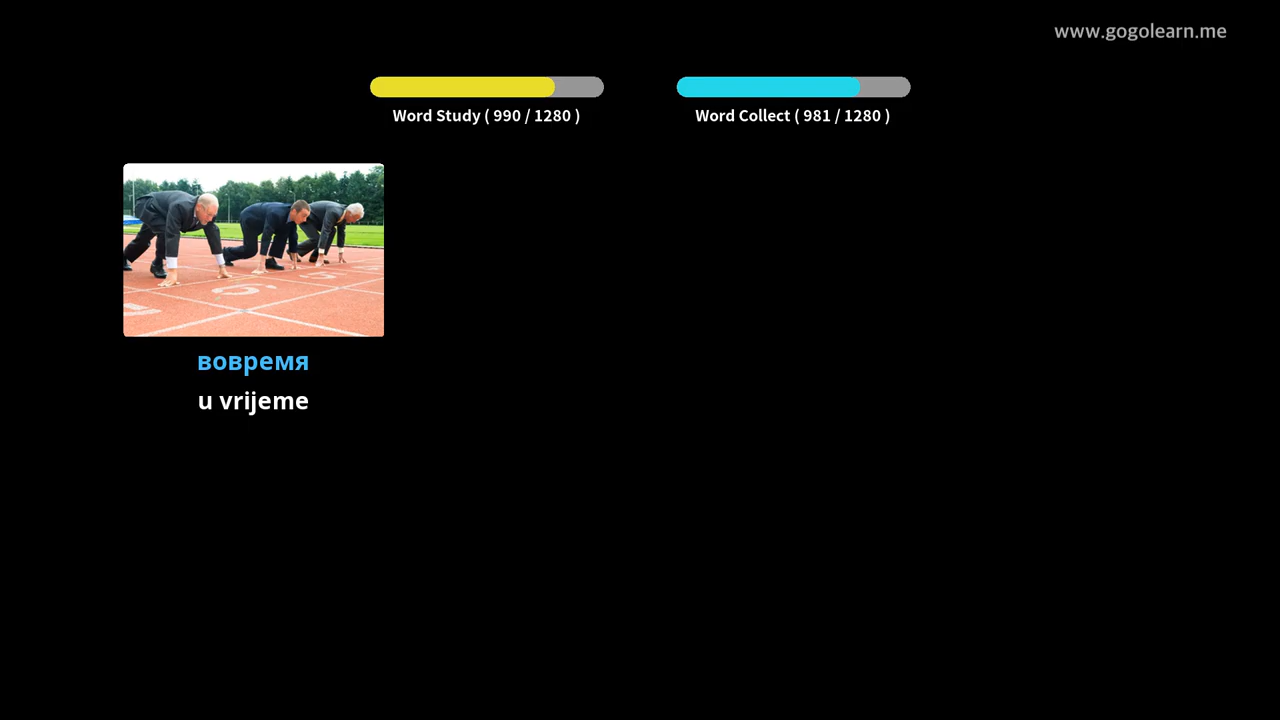 www.gogolearn.me
Word Study ( 990 / 1280 )
Word Collect ( 981 / 1280 )
вовремя
u vrijeme